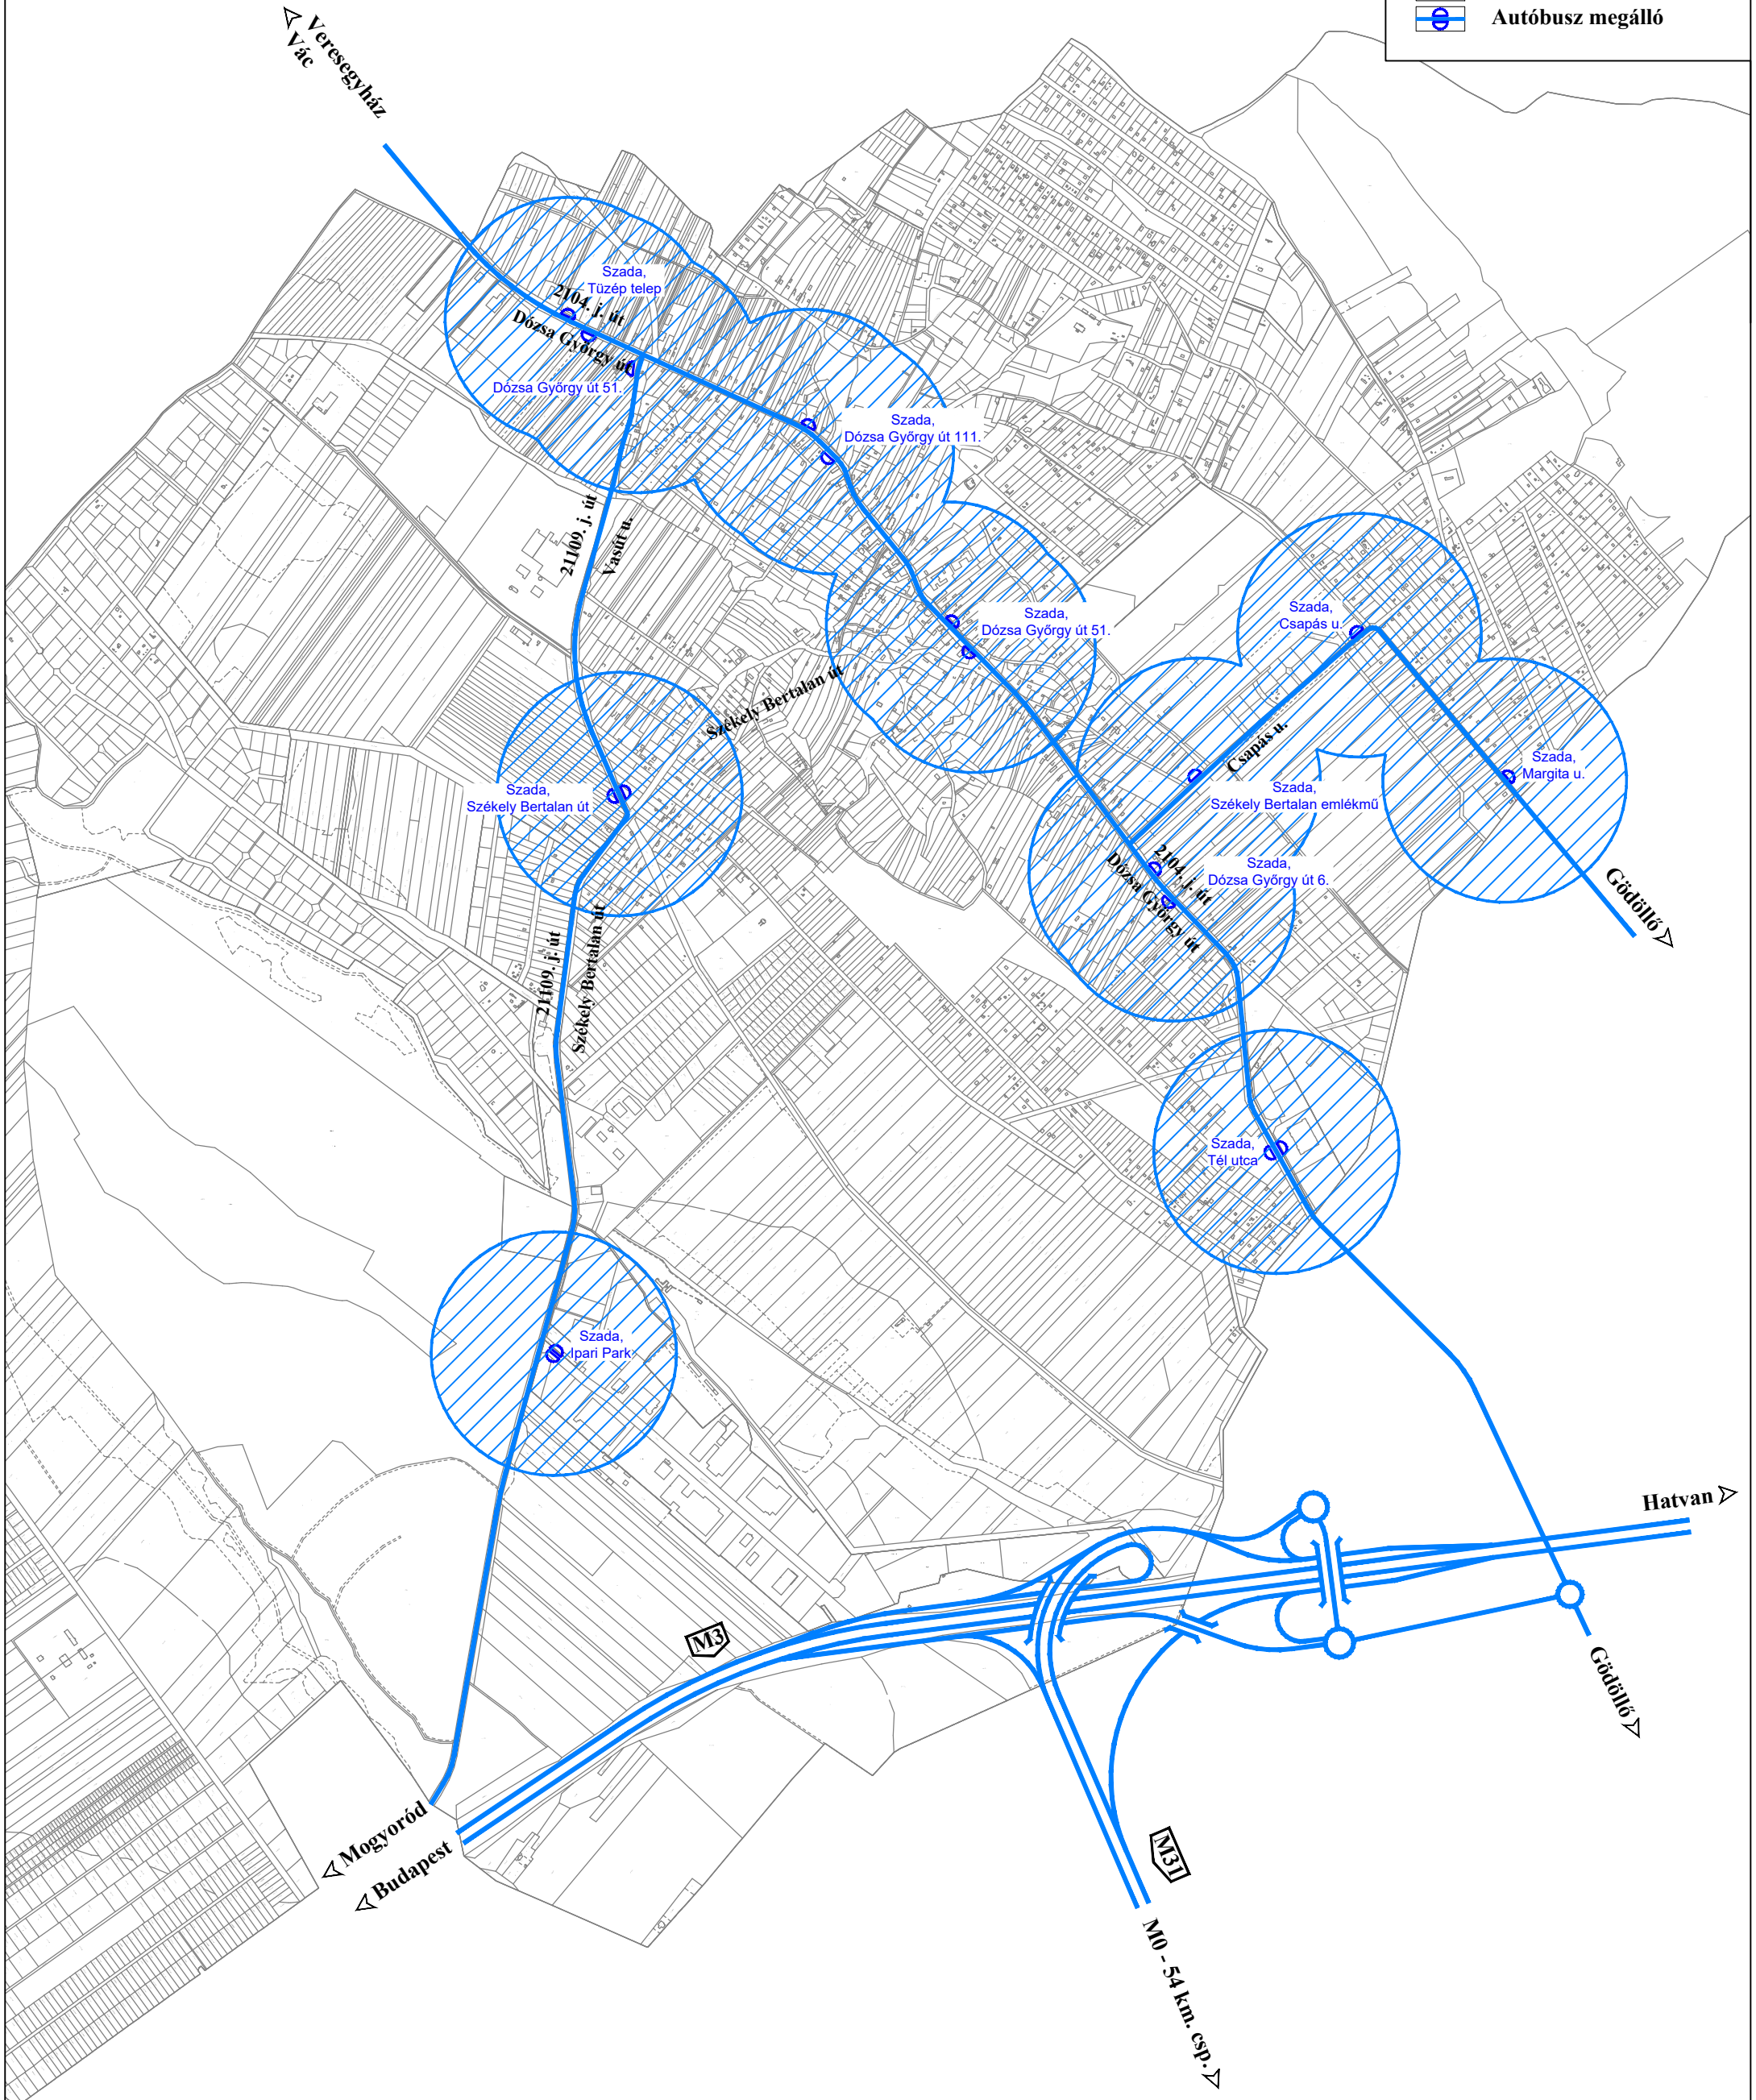 Autóbusz megálló
Veresegyház
Vác
Szada,
Tüzép telep
2104. j. út
Dózsa György út
Dózsa György út 51.
Szada,
Dózsa György út 111.
21109. j. út
Vasút u.
Szada,
Dózsa György út 51.
Szada,
Csapás u.
Székely Bertalan út
Csapás u.
Szada,
Margita u.
Szada,
Székely Bertalan út
Szada,
Székely Bertalan emlékmű
Szada,
Dózsa György út 6.
2104. j. út
Dózsa György út
Gödöllő
21109. j. út
Székely Bertalan út
Szada,
Tél utca
Szada,
Ipari Park
Hatvan
M3
Gödöllő
Mogyoród
Budapest
M31
M0 - 54 km. csp.